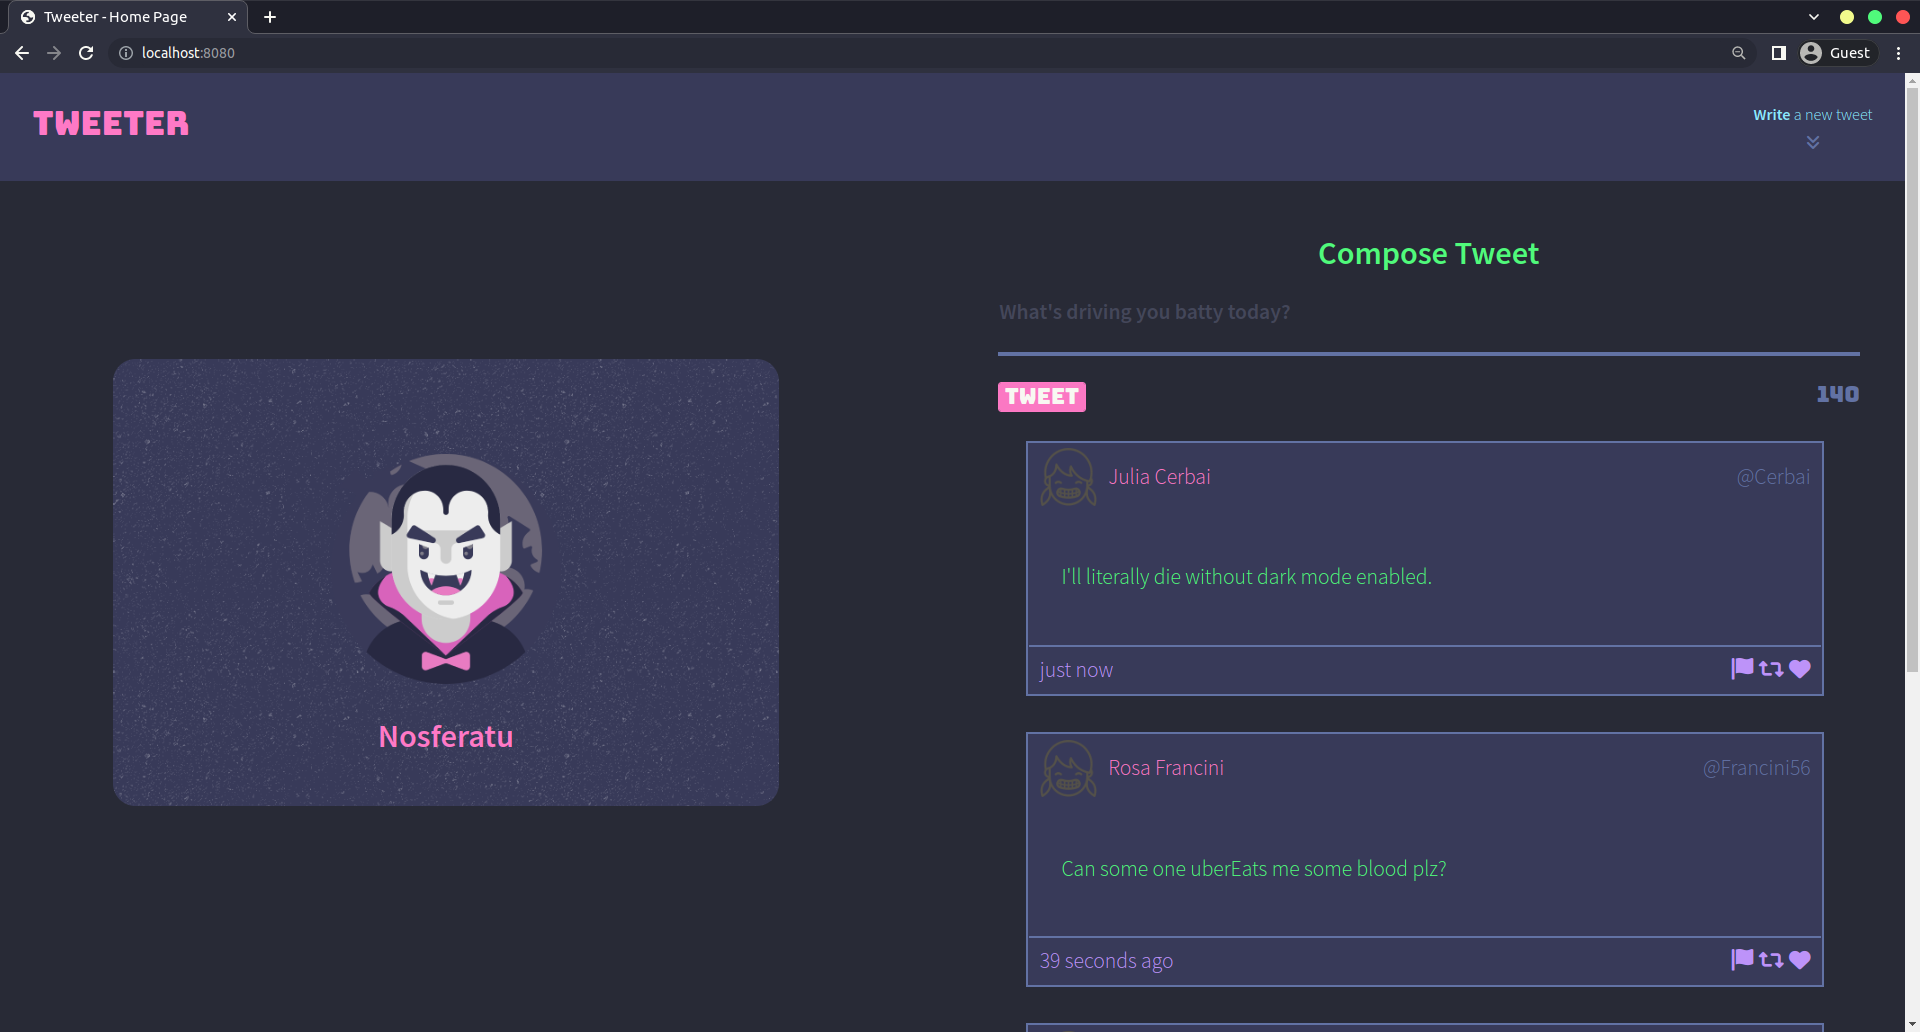 Tweeter - Home Page
localhost:8080
Guest
TWEETER
Write a new tweet
Compose Tweet
What's driving you batty today?
TWEET
140
Nosferatu
Julia Cerbai
@Cerbai
I'll literally die without dark mode enabled.
just now
Rosa Francini
@Francini56
Can some one uberEats me some blood plz?
39 seconds ago